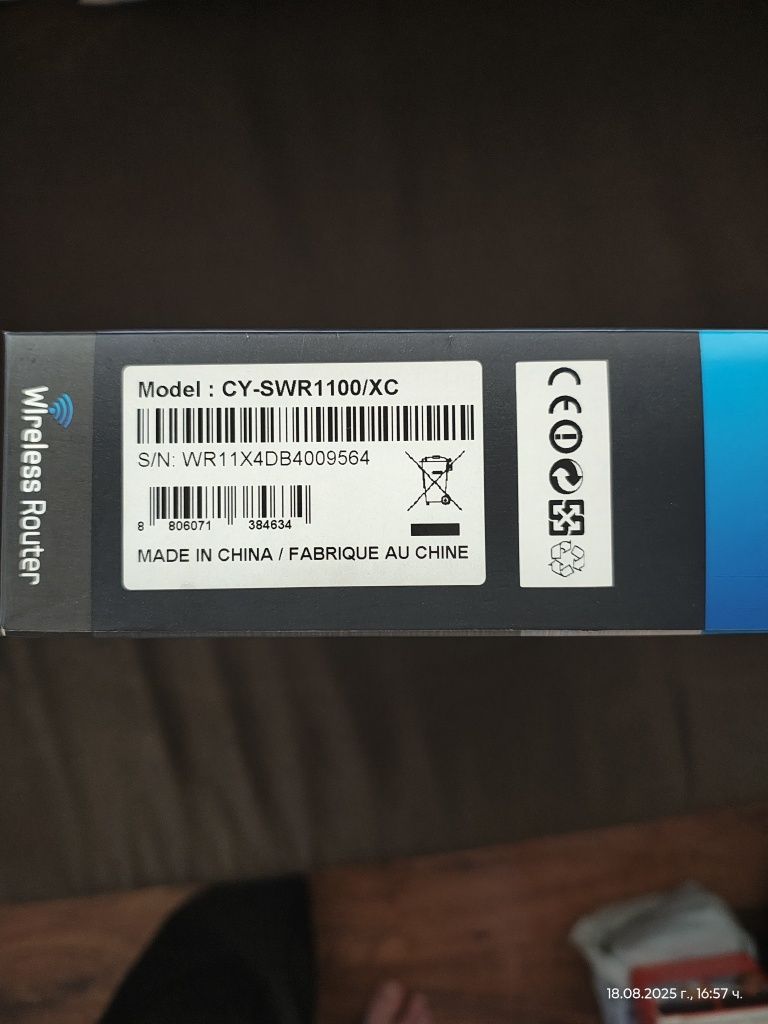 Wireless Router
Model : CY-SWR1100/XC
S/N: WR11X4DB4009564
8 806071 384634
MADE IN CHINA / FABRIQUE AU CHINE
CE
18.08.2025 г., 16:57 ч.